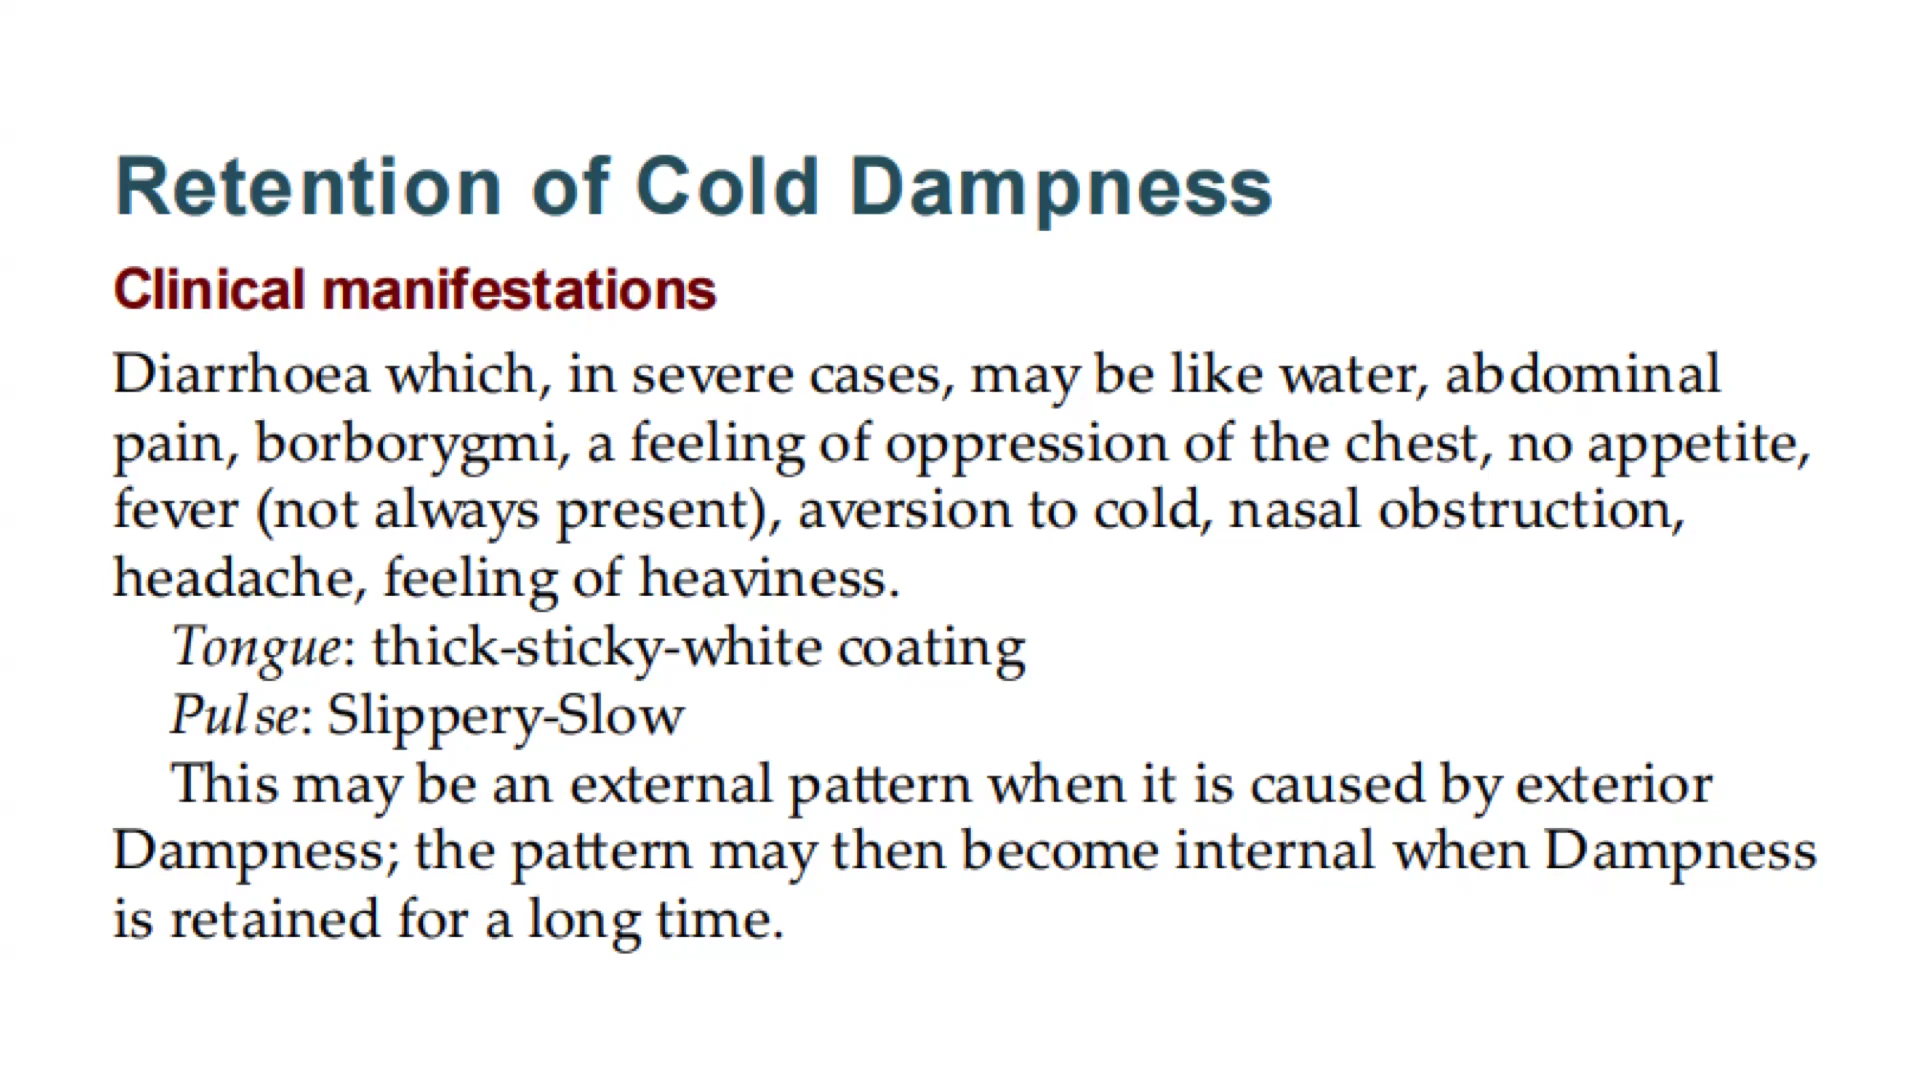 Retention of Cold Dampness
Clinical manifestations
Diarrhoea which, in severe cases, may be like water, abdominal
pain, borborygmi, a feeling of oppression of the chest, no appetite,
fever (not always present), aversion to cold, nasal obstruction,
headache, feeling of heaviness.
Tongue: thick-sticky-white coating
Pulse: Slippery-Slow
This may be an external pattern when it is caused by exterior
Dampness; the pattern may then become internal when Dampness
is retained for a long time.